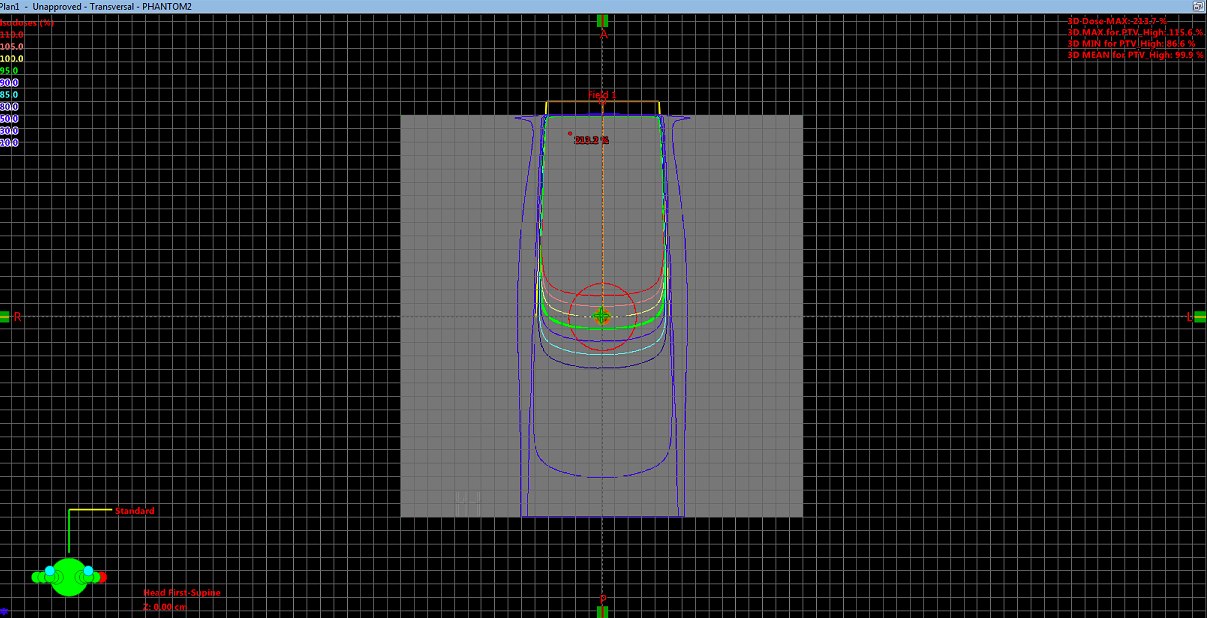 Plan1 - Unapproved - Transversal - PHANTOM2
Isodoses (%)
110.0
105.0
100.0
95.0
90.0
85.0
80.0
50.0
30.0
10.0
3D Dose MAX: 213.7 %
3D MAX for PTV_High: 115.6 %
3D MIN for PTV_High: 86.6 %
3D MEAN for PTV_High: 99.9 %
A
Field 1
213.2 %
R
L
Standard
Head First-Supine
Z: 0.00 cm
P